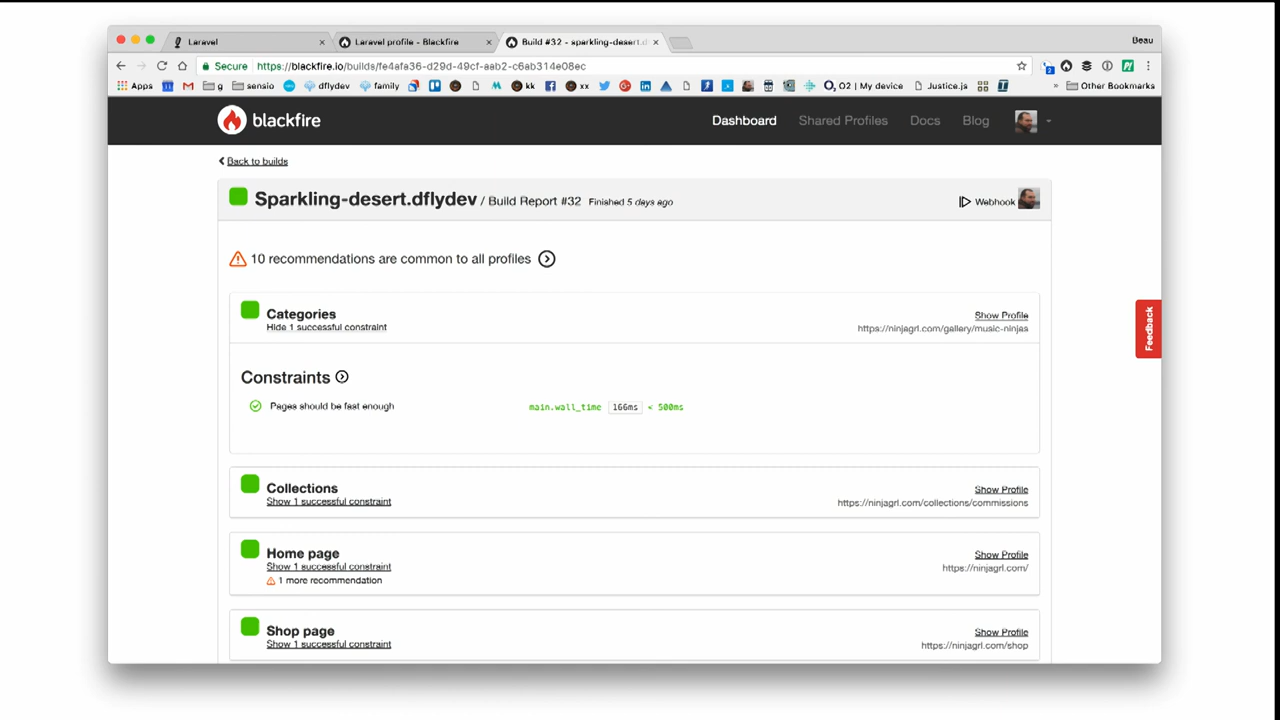 Laravel
Laravel profile - Blackfire
Build #32 - sparkling-desert.d
Beau
Secure
https://blackfire.io/builds/fe4afa36-d29d-49cf-aab2-c6ab314e08ec
Apps
g
sensio
dflydev
family
kk
xx
O2 | My device
Justice.js
Other Bookmarks
blackfire
Dashboard
Shared Profiles
Docs
Blog
Back to builds
Sparkling-desert.dflydev / Build Report #32 Finished 5 days ago
Webhook
10 recommendations are common to all profiles
Categories
Show Profile
Hide 1 successful constraint
https://ninjagrl.com/gallery/music-ninjas
Feedback
Constraints
Pages should be fast enough
main.wall_time 166ms < 500ms
Collections
Show Profile
Show 1 successful constraint
https://ninjagrl.com/collections/commissions
Home page
Show Profile
Show 1 successful constraint
https://ninjagrl.com/
1 more recommendation
Shop page
Show Profile
Show 1 successful constraint
https://ninjagrl.com/shop